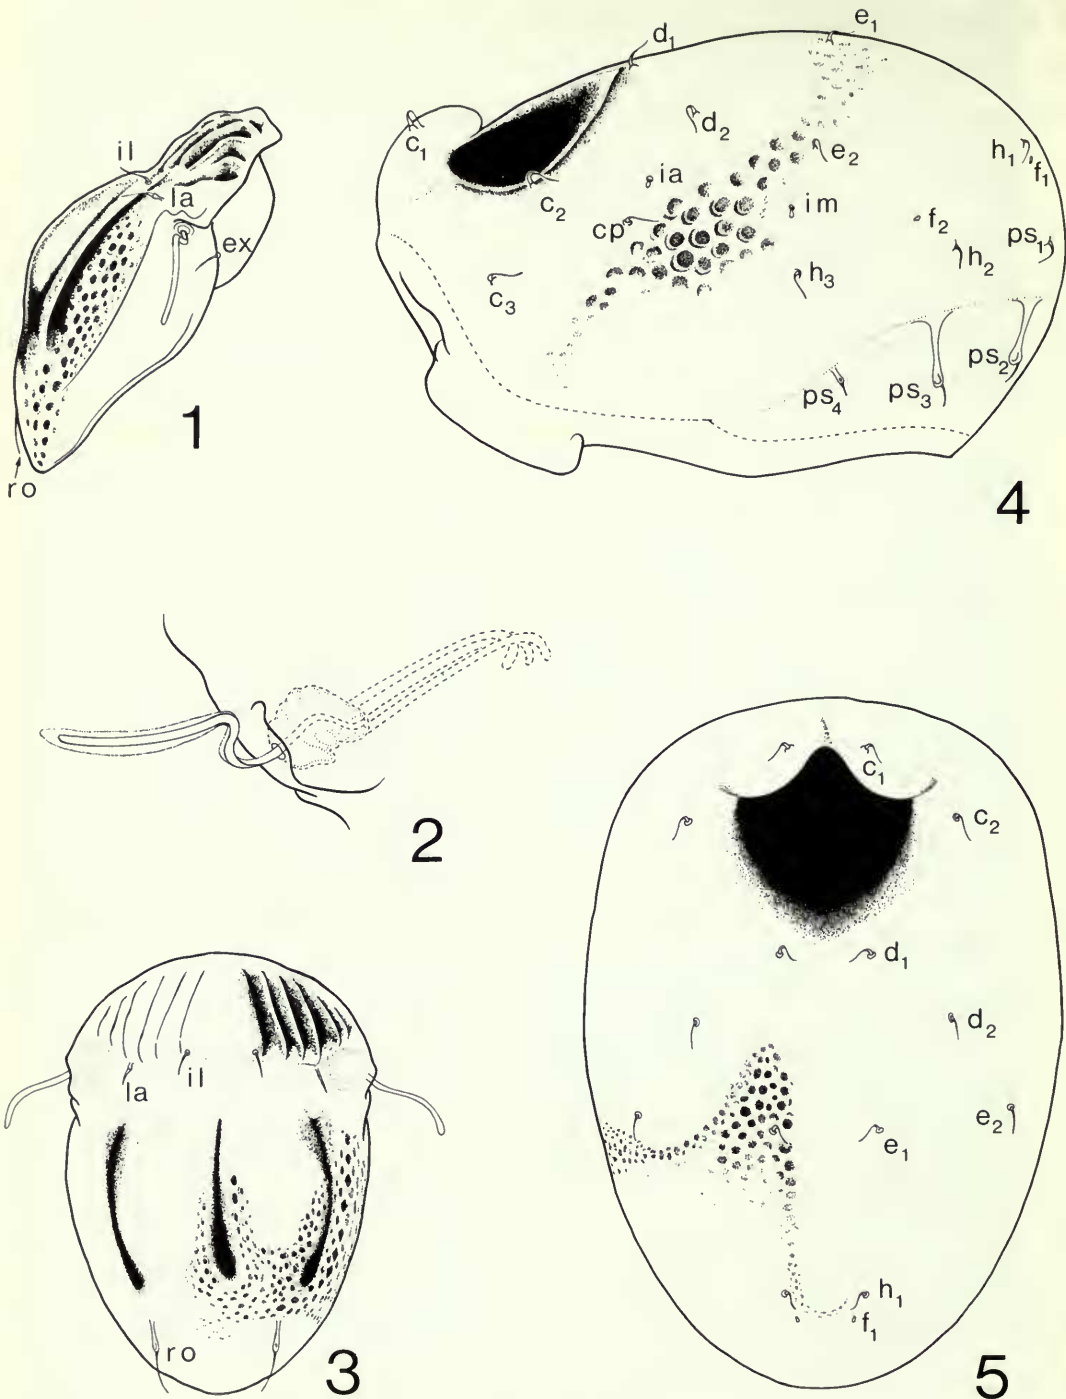 il
la
ex
1
ro
e₁
d₁
c₁
d₂
e₂
h₁
f₁
ia
c₂
cp
im
f₂
ps₁
h₂
c₃
h₃
ps₂
ps₄
ps₃
4
2
c₁
c₂
d₁
d₂
e₂
e₁
h₁
f₁
5
la
il
ro
3